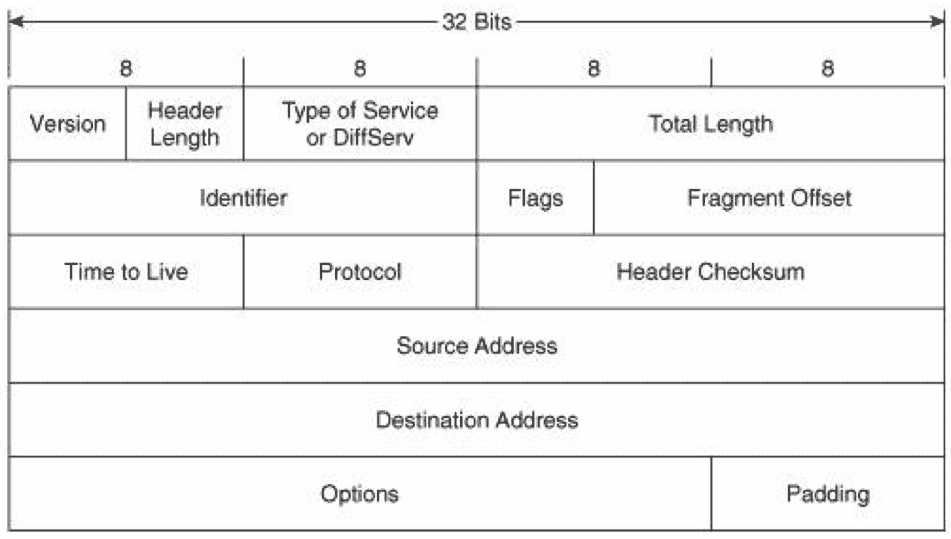 32 Bits
8 8 8 8
Version
Header
Length
Type of Service
or DiffServ
Total Length
Identifier
Flags
Fragment Offset
Time to Live
Protocol
Header Checksum
Source Address
Destination Address
Options
Padding